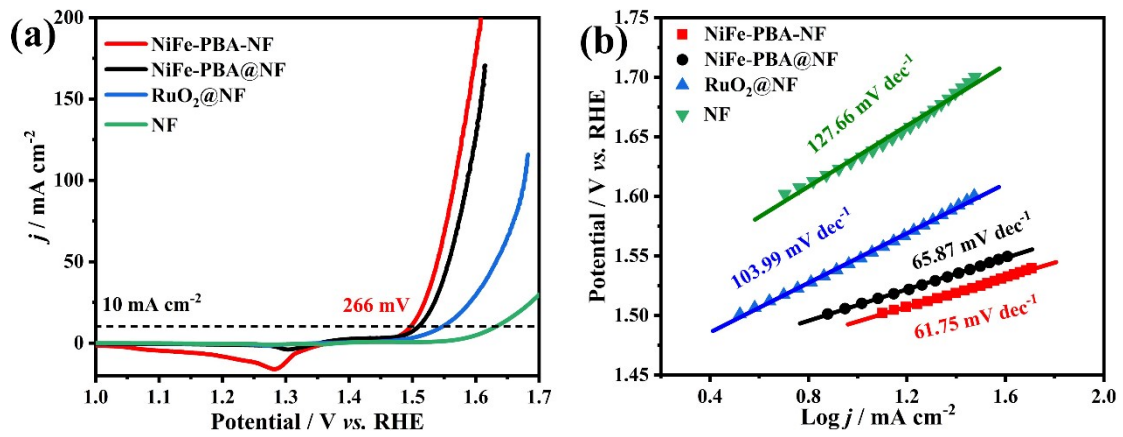 (a)
200
150
100
50
0
j / mA cm⁻²
NiFe-PBA-NF
NiFe-PBA@NF
RuO₂@NF
NF
10 mA cm⁻²
266 mV
1.0 1.1 1.2 1.3 1.4 1.5 1.6 1.7
Potential / V vs. RHE
(b)
1.75
1.70
1.65
1.60
1.55
1.50
1.45
Potential / V vs. RHE
NiFe-PBA-NF
NiFe-PBA@NF
RuO₂@NF
NF
127.66 mV dec⁻¹
103.99 mV dec⁻¹
65.87 mV dec⁻¹
61.75 mV dec⁻¹
0.4 0.8 1.2 1.6 2.0
Log j / mA cm⁻²